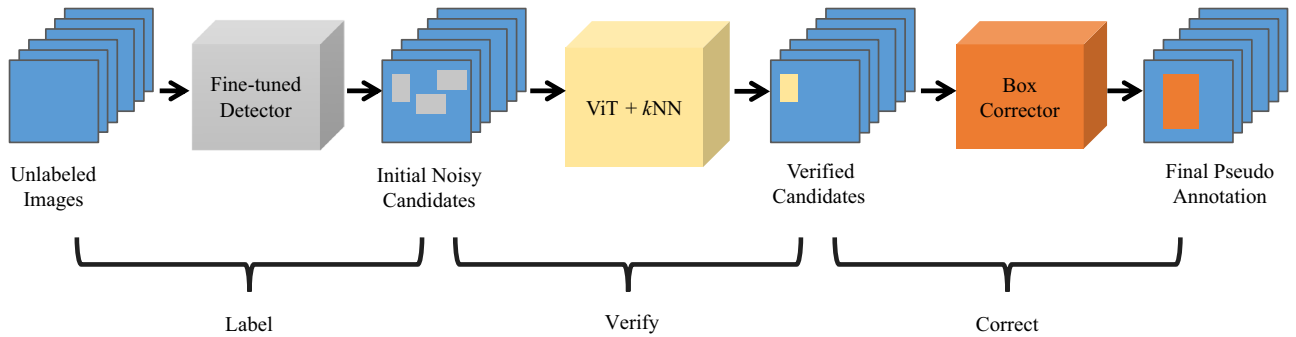 Fine-tuned
Detector
ViT + kNN
Box
Corrector
Unlabeled
Images
Initial Noisy
Candidates
Verified
Candidates
Final Pseudo
Annotation
Label
Verify
Correct